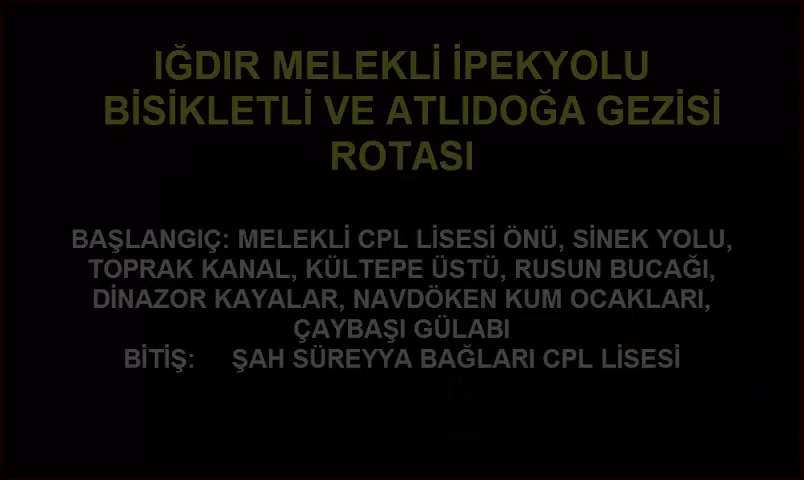 IĞDIR MELEKLİ İPEKYOLU
BİSİKLETLİ VE ATLIDOĞA GEZİSİ
ROTASI
BAŞLANGIÇ: MELEKLİ CPL LİSESİ ÖNÜ, SİNEK YOLU,
TOPRAK KANAL, KÜLTEPE ÜSTÜ, RUSUN BUCAĞI,
DİNAZOR KAYALAR, NAVDÖKEN KUM OCAKLARI,
ÇAYBAŞI GÜLABI
BİTİŞ: ŞAH SÜREYYA BAĞLARI CPL LİSESİ